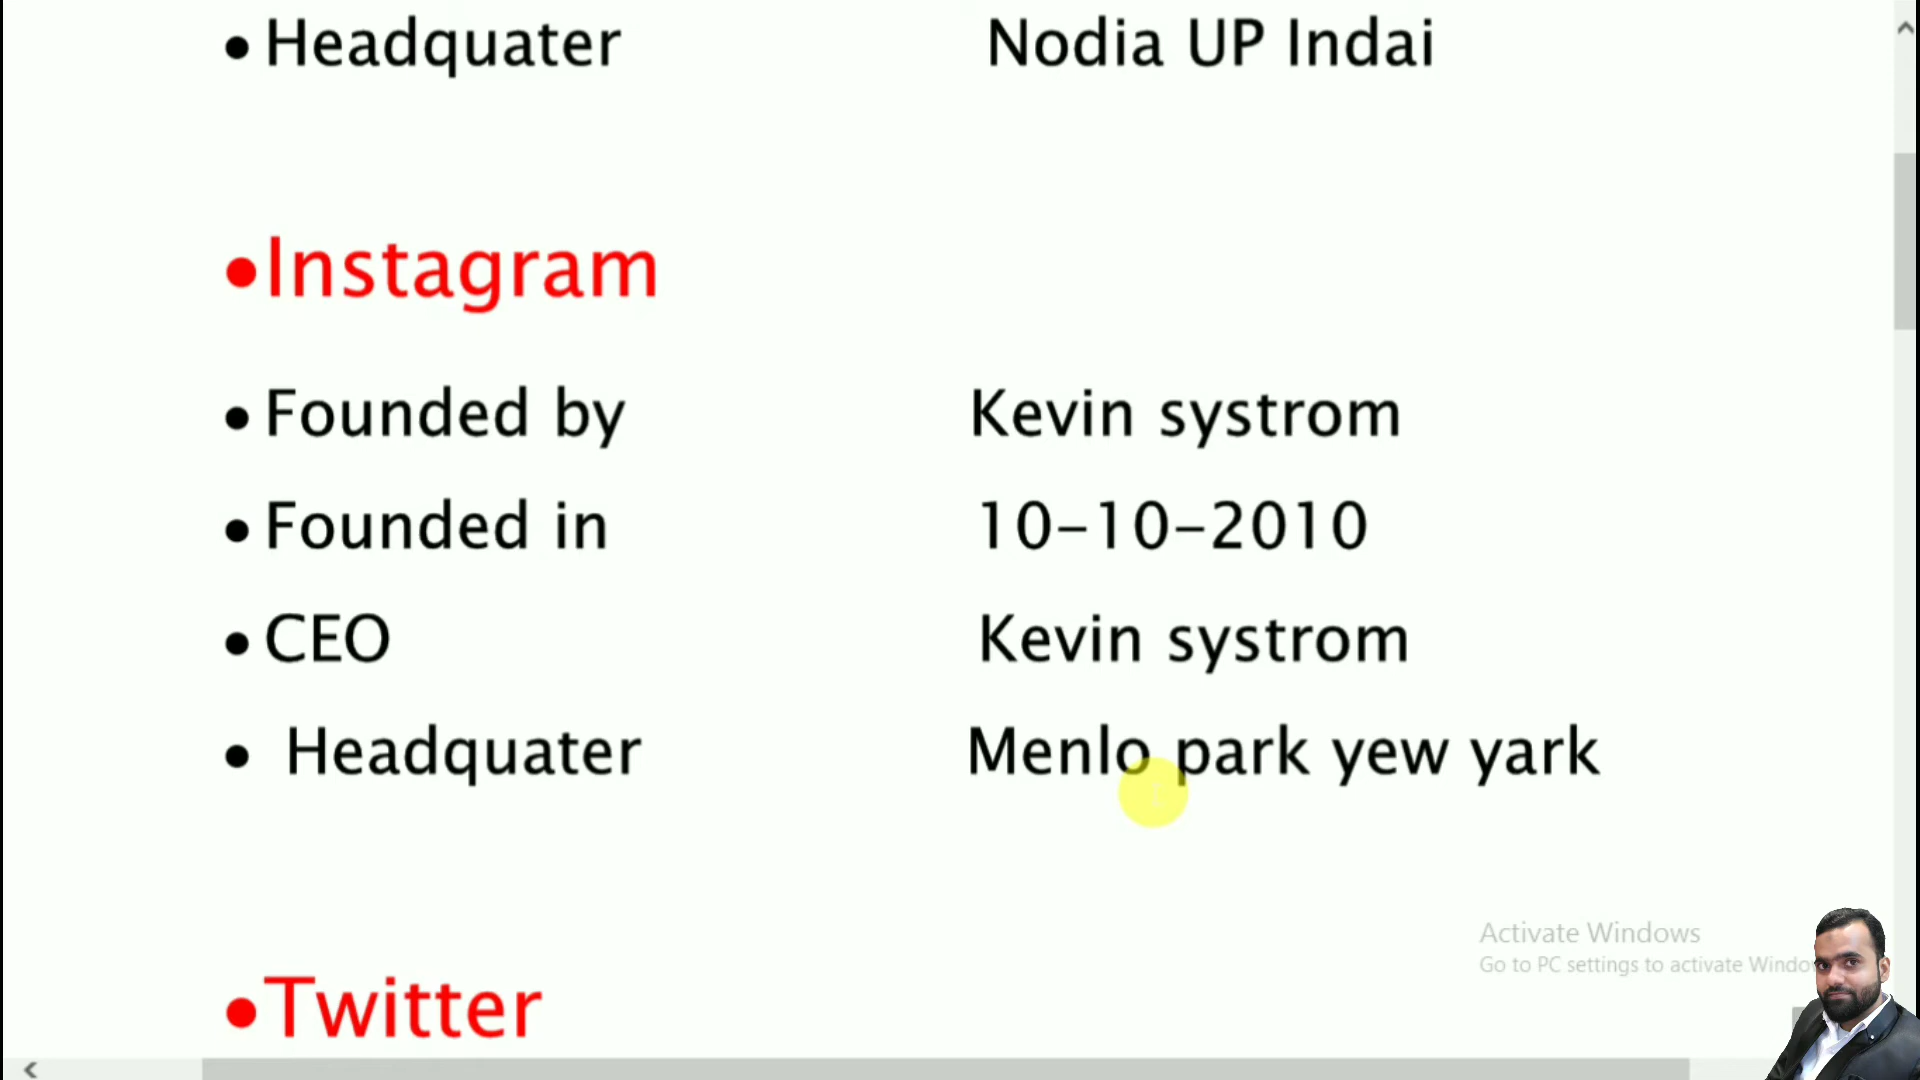 • Headquater Nodia UP Indai
• Instagram
• Founded by Kevin systrom
• Founded in 10-10-2010
• CEO Kevin systrom
• Headquater Menlo park yew yark
Activate Windows
Go to PC settings to activate Windo
• Twitter